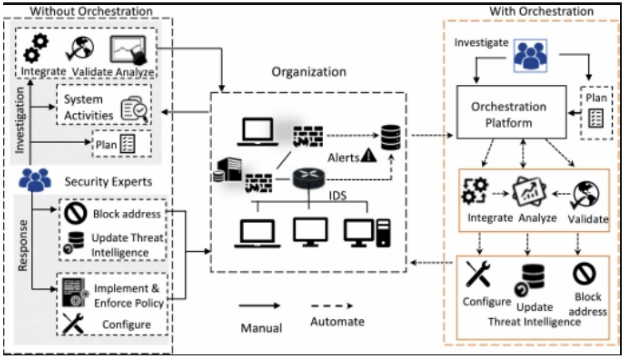 Without Orchestration
With Orchestration
Integrate Validate Analyze
System
Activities
Plan
Investigation
Security Experts
Response
Block address
Update Threat
Intelligence
Implement &
Enforce Policy
Configure
Organization
Alerts
IDS
Manual
Automate
Investigate
Orchestration
Platform
Plan
Integrate Analyze Validate
Configure
Update
Threat Intelligence
Block
address